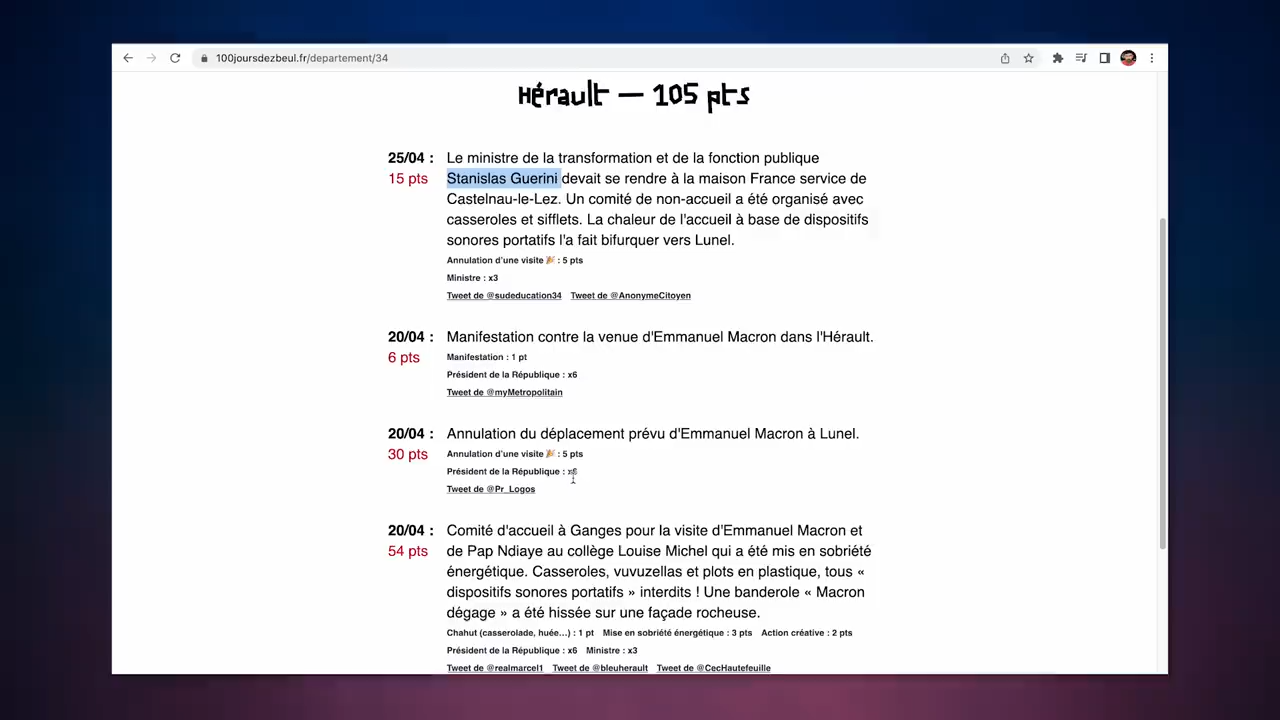 100joursdezbeul.fr/departement/34
Hérault — 105 pts
25/04 : Le ministre de la transformation et de la fonction publique
15 pts Stanislas Guerini devait se rendre à la maison France service de
Castelnau-le-Lez. Un comité de non-accueil a été organisé avec
casseroles et sifflets. La chaleur de l'accueil à base de dispositifs
sonores portatifs l'a fait bifurquer vers Lunel.
Annulation d'une visite 🎉 : 5 pts
Ministre : x3
Tweet de @sudeducation34 Tweet de @AnonymeCitoyen
20/04 : Manifestation contre la venue d'Emmanuel Macron dans l'Hérault.
6 pts
Manifestation : 1 pt
Président de la République : x6
Tweet de @myMetropolitain
20/04 : Annulation du déplacement prévu d'Emmanuel Macron à Lunel.
30 pts
Annulation d'une visite 🎉 : 5 pts
Président de la République :
Tweet de @Pr_Logos
20/04 : Comité d'accueil à Ganges pour la visite d'Emmanuel Macron et
54 pts de Pap Ndiaye au collège Louise Michel qui a été mis en sobriété
énergétique. Casseroles, vuvuzellas et plots en plastique, tous «
dispositifs sonores portatifs » interdits ! Une banderole « Macron
dégage » a été hissée sur une façade rocheuse.
Chahut (casserolade, huée...) : 1 pt Mise en sobriété énergétique : 3 pts Action créative : 2 pts
Président de la République : x6 Ministre : x3
Tweet de @realmarcel1 Tweet de @bleuherault Tweet de @CecHautefeuille